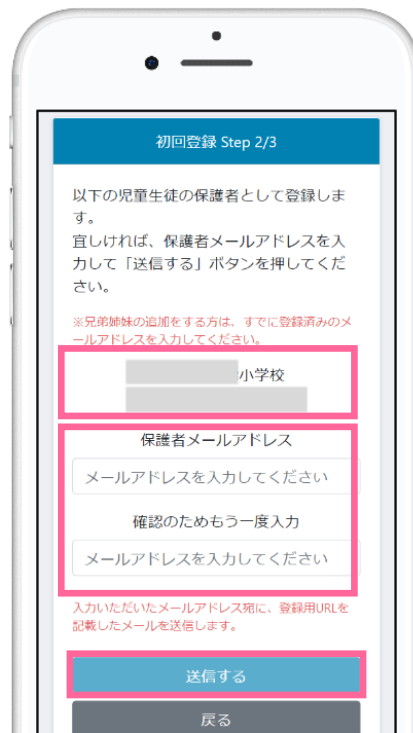 初回登録 Step 2/3
以下の児童生徒の保護者として登録しま
す。
宜しければ、保護者メールアドレスを入
力して「送信する」ボタンを押してくだ
さい。
※兄弟姉妹の追加をする方は、すでに登録済みのメ
ールアドレスを入力してください。
小学校
保護者メールアドレス
メールアドレスを入力してください
確認のためもう一度入力
メールアドレスを入力してください
入力いただいたメールアドレス宛に、登録用URLを
記載したメールを送信します。
送信する
戻る